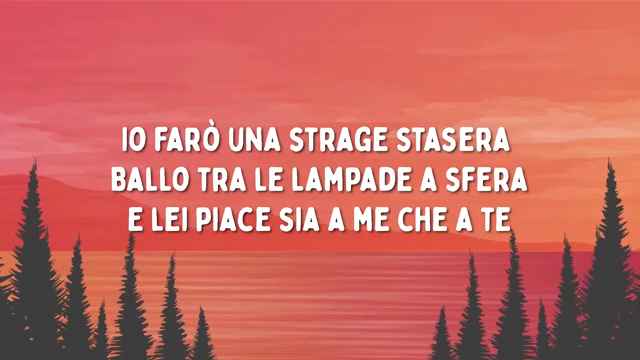 IO FARÒ UNA STRAGE STASERA
BALLO TRA LE LAMPADE A SFERA
E LEI PIACE SIA A ME CHE A TE